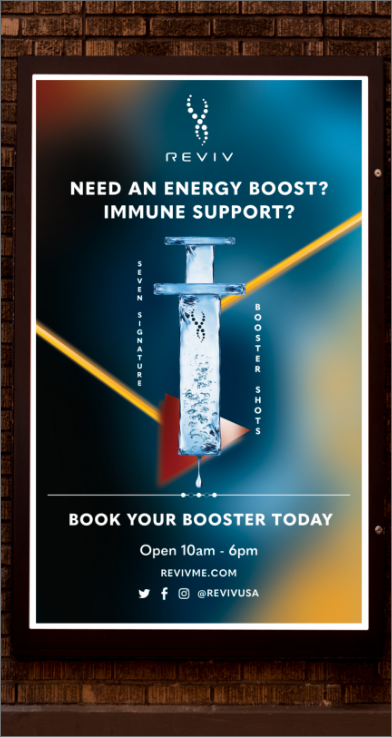 REVIV
NEED AN ENERGY BOOST?
IMMUNE SUPPORT?
SEVEN SIGNATURE
BOOSTER SHOTS
BOOK YOUR BOOSTER TODAY
Open 10am - 6pm
REVIVME.COM
@REVIVUSA